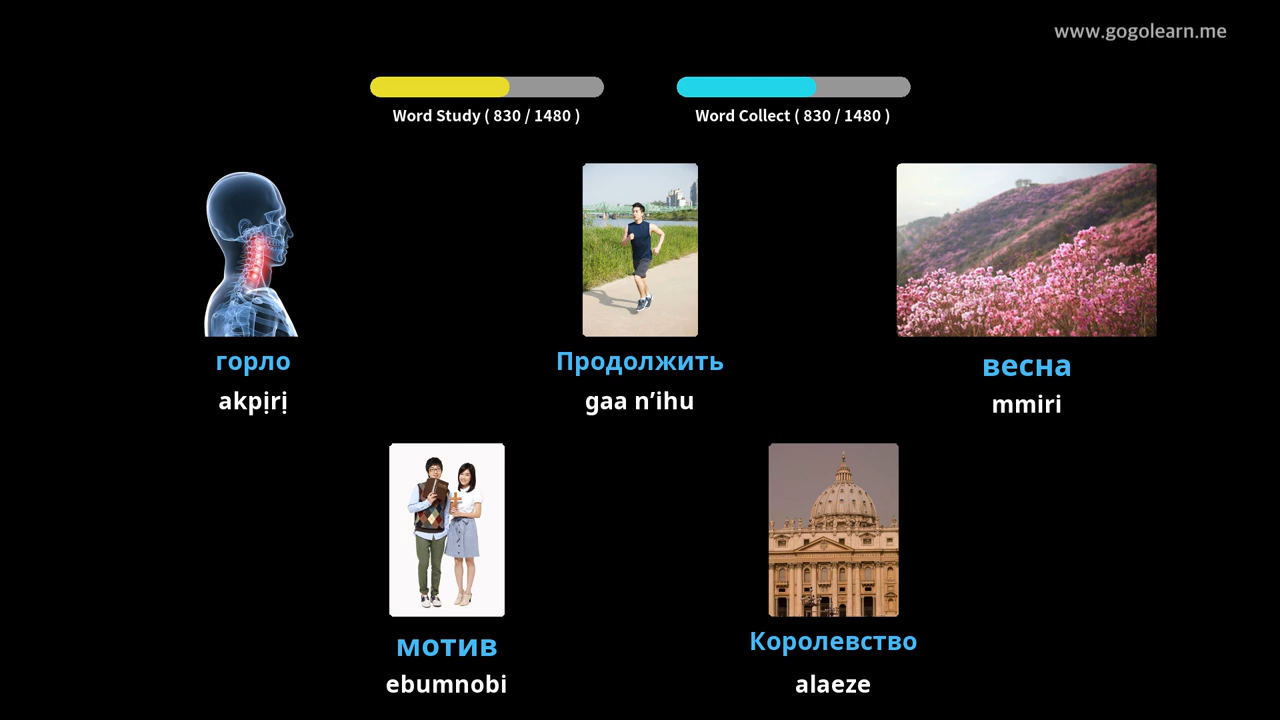 www.gogolearn.me
Word Study ( 830 / 1480 )
Word Collect ( 830 / 1480 )
горло
akpịrị
Продолжить
gaa n’ihu
весна
mmiri
мотив
ebumnobi
Королевство
alaeze